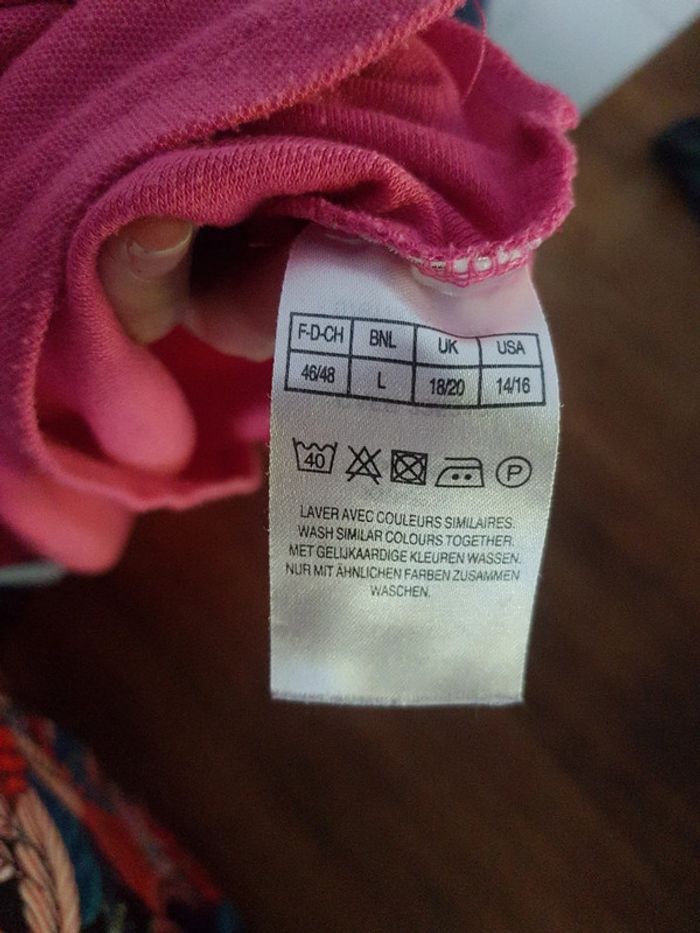 F-D-CH BNL UK USA
46/48 L 18/20 14/16
40 P
LAVER AVEC COULEURS SIMILAIRES.
WASH SIMILAR COLOURS TOGETHER.
MET GELIJKAARDIGE KLEUREN WASSEN.
NUR MIT ÄHNLICHEN FARBEN ZUSAMMEN
WASCHEN.